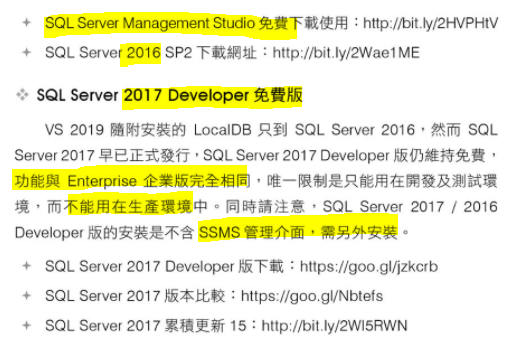 SQL Server Management Studio 免費下載使用：http://bit.ly/2HVPHtV
SQL Server 2016 SP2 下載網址：http://bit.ly/2Wae1ME
SQL Server 2017 Developer 免費版
VS 2019 隨附安裝的 LocalDB 只到 SQL Server 2016，然而 SQL
Server 2017 早已正式發行，SQL Server 2017 Developer 版仍維持免費，
功能與 Enterprise 企業版完全相同，唯一限制是只能用在開發及測試環
境，而不能用在生產環境中。同時請注意，SQL Server 2017 / 2016
Developer 版的安裝是不含 SSMS 管理介面，需另外安裝。
SQL Server 2017 Developer 版下載：https://goo.gl/jzkcrb
SQL Server 2017 版本比較：https://goo.gl/Nbtefs
SQL Server 2017 累積更新 15：http://bit.ly/2WI5RWN